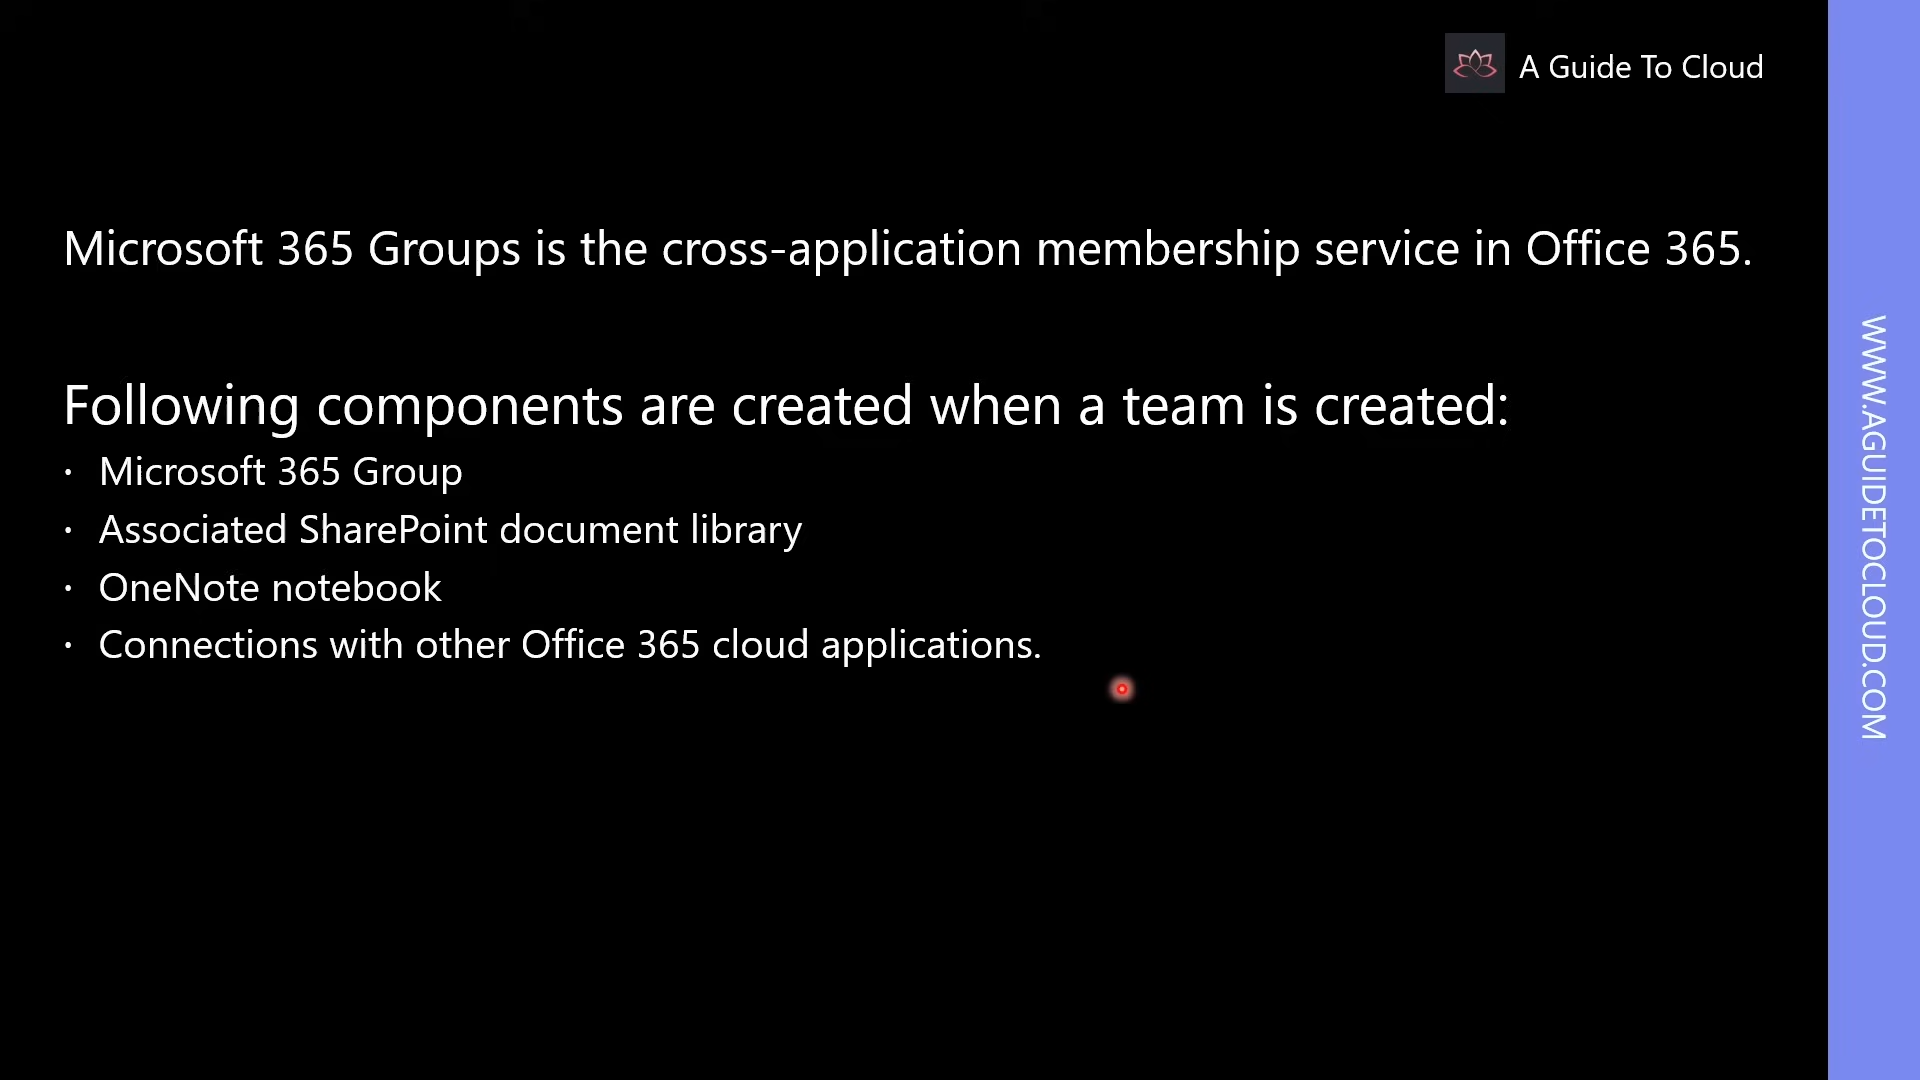 A Guide To Cloud
Microsoft 365 Groups is the cross-application membership service in Office 365.
Following components are created when a team is created:
· Microsoft 365 Group
· Associated SharePoint document library
· OneNote notebook
· Connections with other Office 365 cloud applications.
WWW.AGUIDETOCLOUD.COM